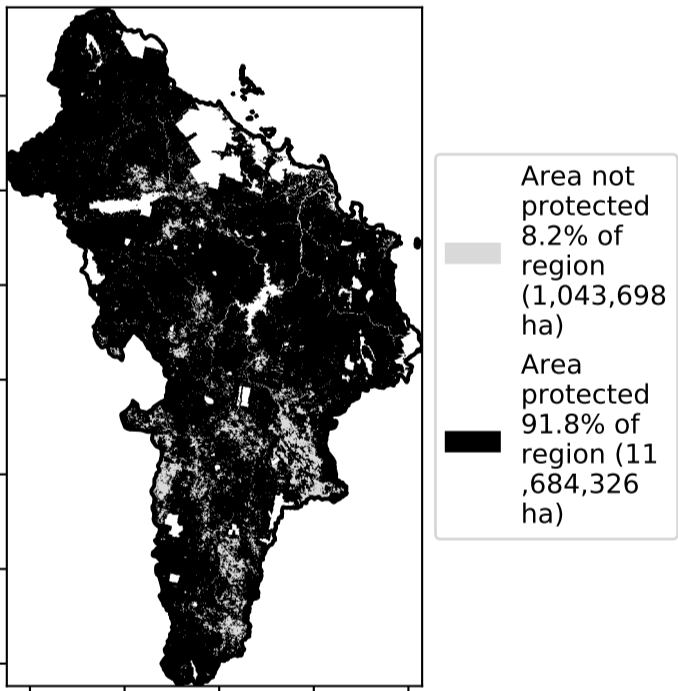 Area not
protected
8.2% of
region
(1,043,698
ha)
Area
protected
91.8% of
region (11
,684,326
ha)